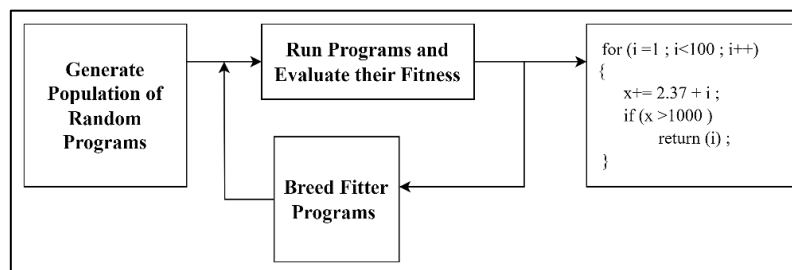 Generate
Population of
Random
Programs
Run Programs and
Evaluate their Fitness
Breed Fitter
Programs
for (i =1 ; i<100 ; i++)
{
x+= 2.37 + i ;
if (x >1000 )
return (i) ;
}